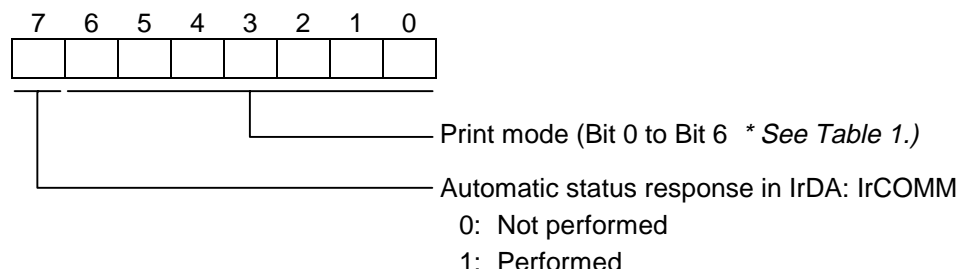 7 6 5 4 3 2 1 0
Print mode (Bit 0 to Bit 6 * See Table 1.)
Automatic status response in IrDA: IrCOMM
0: Not performed
1: Performed